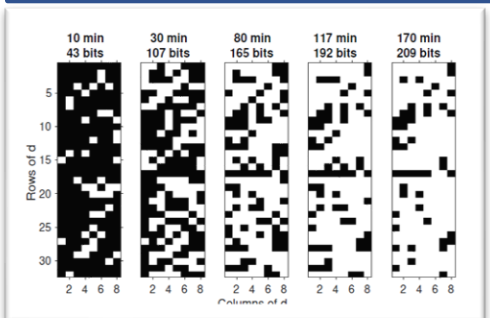 10 min 30 min 80 min 117 min 170 min
43 bits 107 bits 165 bits 192 bits 209 bits
Rows of d
5
10
15
20
25
30
2 4 6 8 2 4 6 8 2 4 6 8 2 4 6 8 2 4 6 8
Columns of d